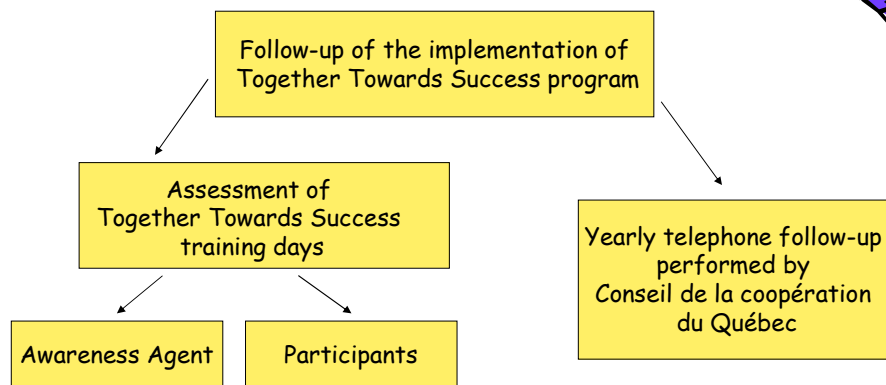 Follow-up of the implementation of
Together Towards Success program
Assessment of
Together Towards Success
training days
Yearly telephone follow-up
performed by
Conseil de la coopération
du Québec
Awareness Agent
Participants